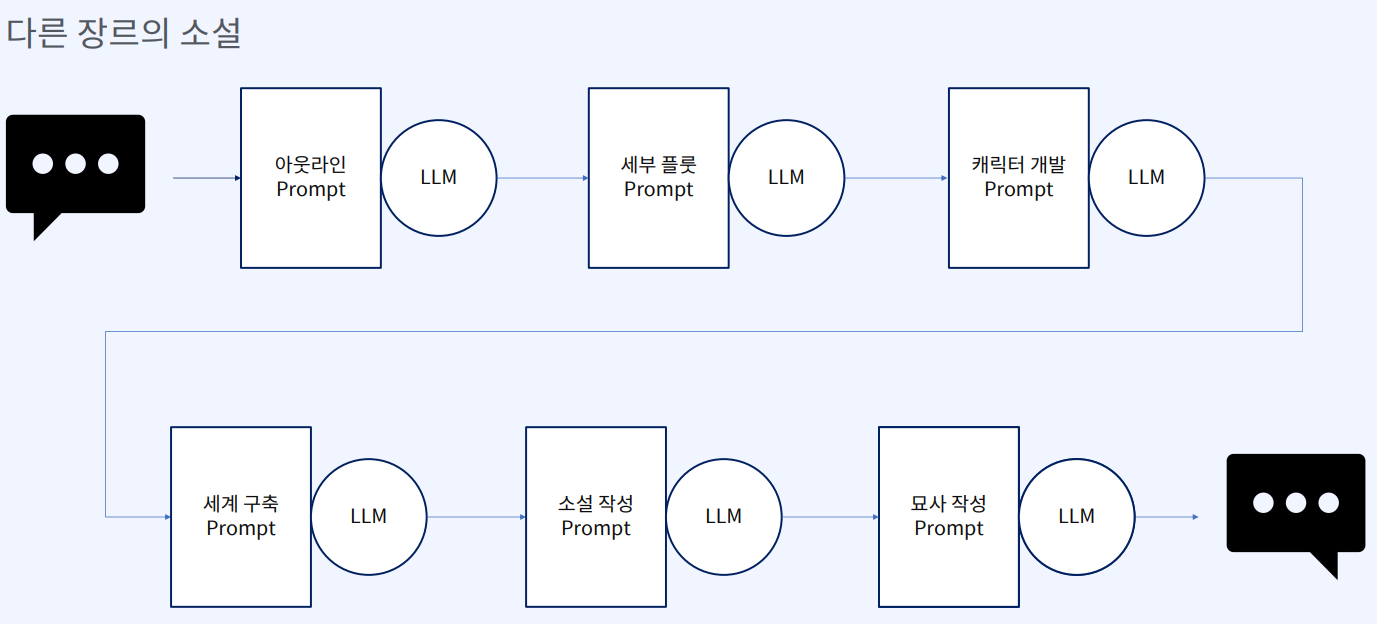 다른 장르의 소설
아웃라인
Prompt
LLM
세부 플롯
Prompt
LLM
캐릭터 개발
Prompt
LLM
세계 구축
Prompt
LLM
소설 작성
Prompt
LLM
묘사 작성
Prompt
LLM